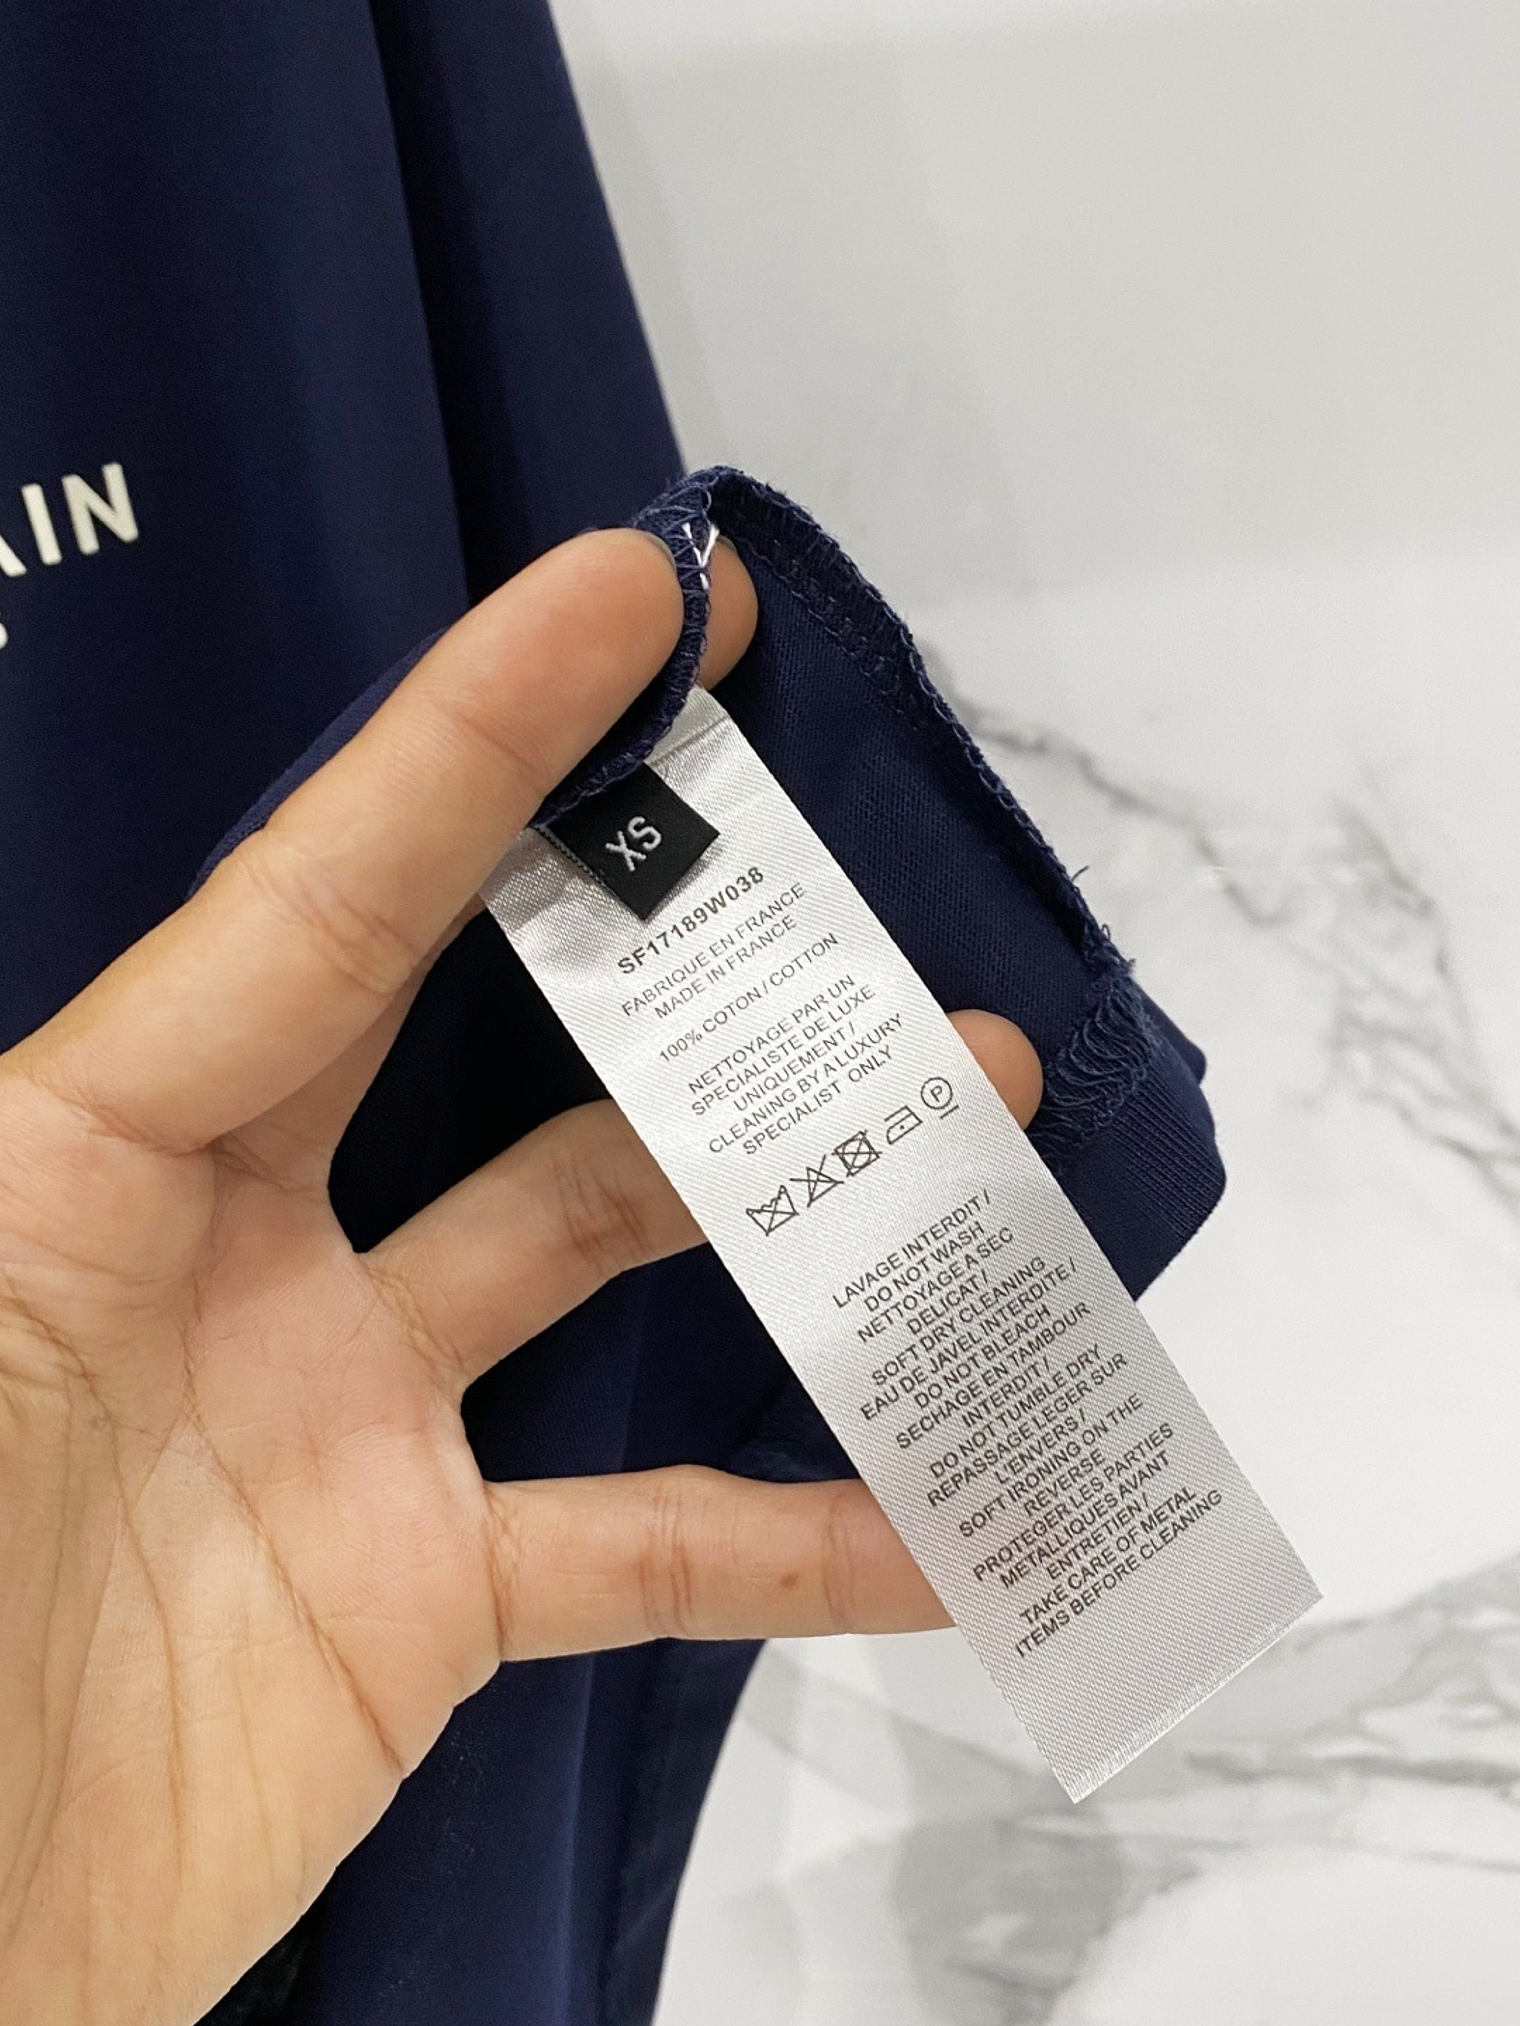 AIN
S
XS
SF17189W038
FABRIQUE EN FRANCE
MADE IN FRANCE
100% COTON / COTTON
NETTOYAGE PAR UN
SPECIALISTE DE LUXE
UNIQUEMENT /
CLEANING BY A LUXURY
SPECIALIST ONLY
P
LAVAGE INTERDIT /
DO NOT WASH
NETTOYAGE A SEC
DELICAT /
SOFT DRY CLEANING
EAU DE JAVEL INTERDITE /
DO NOT BLEACH
SECHAGE EN TAMBOUR
INTERDIT /
DO NOT TUMBLE DRY
REPASSAGE LEGER SUR
L'ENVERS /
SOFT IRONING ON THE
REVERSE
PROTEGER LES PARTIES
METALLIQUES AVANT
ENTRETIEN /
TAKE CARE OF METAL
ITEMS BEFORE CLEANING